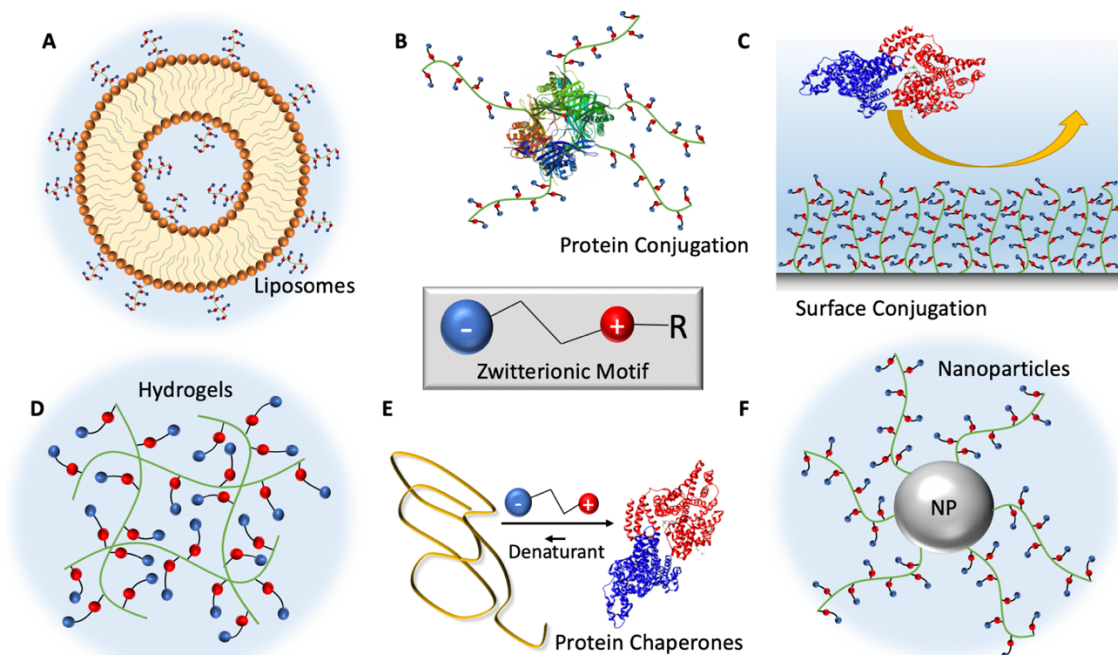 A
Liposomes
B
Protein Conjugation
C
Surface Conjugation
-
+
R
Zwitterionic Motif
D
Hydrogels
E
-
+
Denaturant
Protein Chaperones
F
Nanoparticles
NP